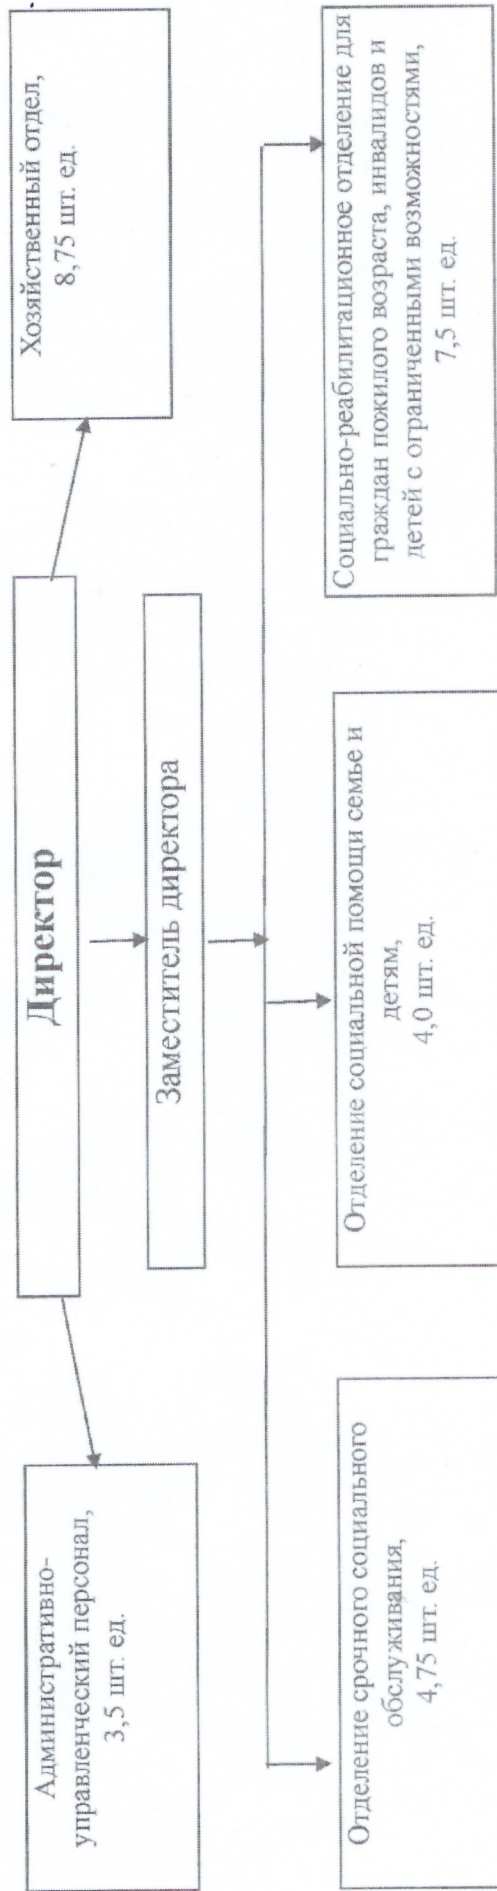 Директор
Административно-
управленческий персонал,
3,5 шт. ед.
Хозяйственный отдел,
8,75 шт. ед.
Заместитель директора
Отделение срочного социального
обслуживания,
4,75 шт. ед.
Отделение социальной помощи семье и
детям,
4,0 шт. ед.
Социально-реабилитационное отделение для
граждан пожилого возраста, инвалидов и
детей с ограниченными возможностями,
7,5 шт. ед.